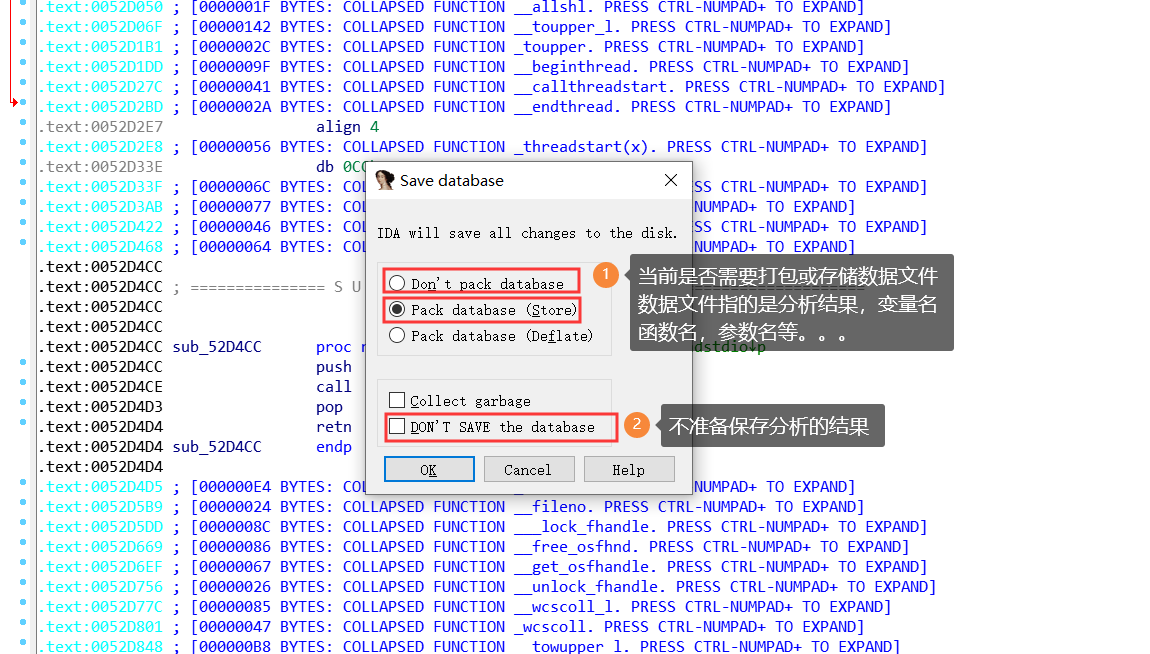 .text:0052D050 ; [0000001F BYTES: COLLAPSED FUNCTION __allshl. PRESS CTRL-NUMPAD+ TO EXPAND]
.text:0052D06F ; [00000142 BYTES: COLLAPSED FUNCTION __toupper_l. PRESS CTRL-NUMPAD+ TO EXPAND]
.text:0052D1B1 ; [0000002C BYTES: COLLAPSED FUNCTION _toupper. PRESS CTRL-NUMPAD+ TO EXPAND]
.text:0052D1DD ; [0000009F BYTES: COLLAPSED FUNCTION __beginthread. PRESS CTRL-NUMPAD+ TO EXPAND]
.text:0052D27C ; [00000041 BYTES: COLLAPSED FUNCTION __callthreadstart. PRESS CTRL-NUMPAD+ TO EXPAND]
.text:0052D2BD ; [0000002A BYTES: COLLAPSED FUNCTION __endthread. PRESS CTRL-NUMPAD+ TO EXPAND]
.text:0052D2E7 align 4
.text:0052D2E8 ; [00000056 BYTES: COLLAPSED FUNCTION _threadstart(x). PRESS CTRL-NUMPAD+ TO EXPAND]
.text:0052D33E db 0CC
.text:0052D33F ; [0000006C BYTES: COL SS CTRL-NUMPAD+ TO EXPAND]
.text:0052D3AB ; [00000077 BYTES: COL NUMPAD+ TO EXPAND]
.text:0052D422 ; [00000046 BYTES: COL SS CTRL-NUMPAD+ TO EXPAND]
.text:0052D468 ; [00000064 BYTES: COL NUMPAD+ TO EXPAND]
.text:0052D4CC
.text:0052D4CC ; =============== S U
.text:0052D4CC
.text:0052D4CC
.text:0052D4CC sub_52D4CC proc
.text:0052D4CC push
.text:0052D4CE call
.text:0052D4D3 pop
.text:0052D4D4 retn
.text:0052D4D4 sub_52D4CC endp
.text:0052D4D4
.text:0052D4D5 ; [000000E4 BYTES: COL NUMPAD+ TO EXPAND]
.text:0052D5B9 ; [00000024 BYTES: COLLAPSED FUNCTION __fileno. PRESS CTRL-NUMPAD+ TO EXPAND]
.text:0052D5DD ; [0000008C BYTES: COLLAPSED FUNCTION ___lock_fhandle. PRESS CTRL-NUMPAD+ TO EXPAND]
.text:0052D669 ; [00000086 BYTES: COLLAPSED FUNCTION __free_osfhnd. PRESS CTRL-NUMPAD+ TO EXPAND]
.text:0052D6EF ; [00000067 BYTES: COLLAPSED FUNCTION __get_osfhandle. PRESS CTRL-NUMPAD+ TO EXPAND]
.text:0052D756 ; [00000026 BYTES: COLLAPSED FUNCTION __unlock_fhandle. PRESS CTRL-NUMPAD+ TO EXPAND]
.text:0052D77C ; [00000085 BYTES: COLLAPSED FUNCTION __wcscoll_l. PRESS CTRL-NUMPAD+ TO EXPAND]
.text:0052D801 ; [00000047 BYTES: COLLAPSED FUNCTION _wcscoll. PRESS CTRL-NUMPAD+ TO EXPAND]
.text:0052D848 ; [000000B8 BYTES: COLLAPSED FUNCTION __towupper_l. PRESS CTRL-NUMPAD+ TO EXPAND]
Save database
IDA will save all changes to the disk.
Don't pack database
Pack database (Store)
Pack database (Deflate)
Collect garbage
DON'T SAVE the database
OK Cancel Help
1
当前是否需要打包或存储数据文件
数据文件指的是分析结果，变量名
函数名，参数名等。。。
2
不准备保存分析的结果